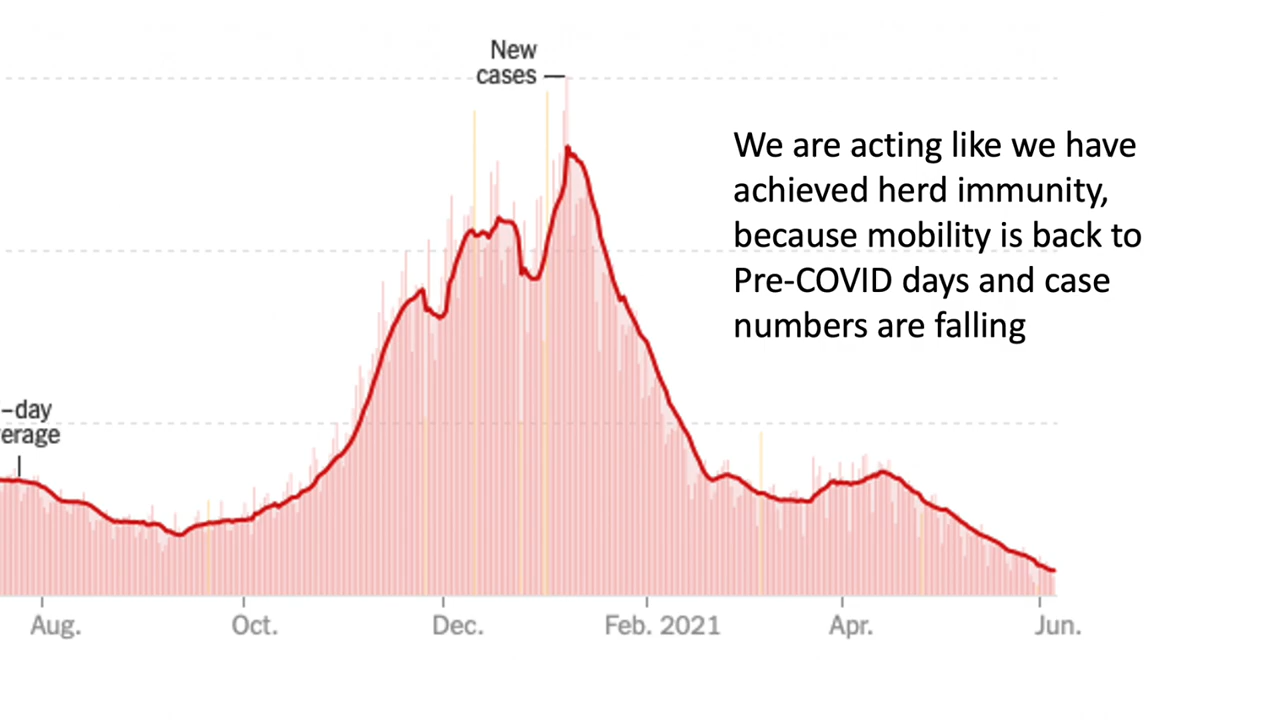 New
cases
We are acting like we have
achieved herd immunity,
because mobility is back to
Pre-COVID days and case
numbers are falling
–day
erage
Aug.
Oct.
Dec.
Feb. 2021
Apr.
Jun.